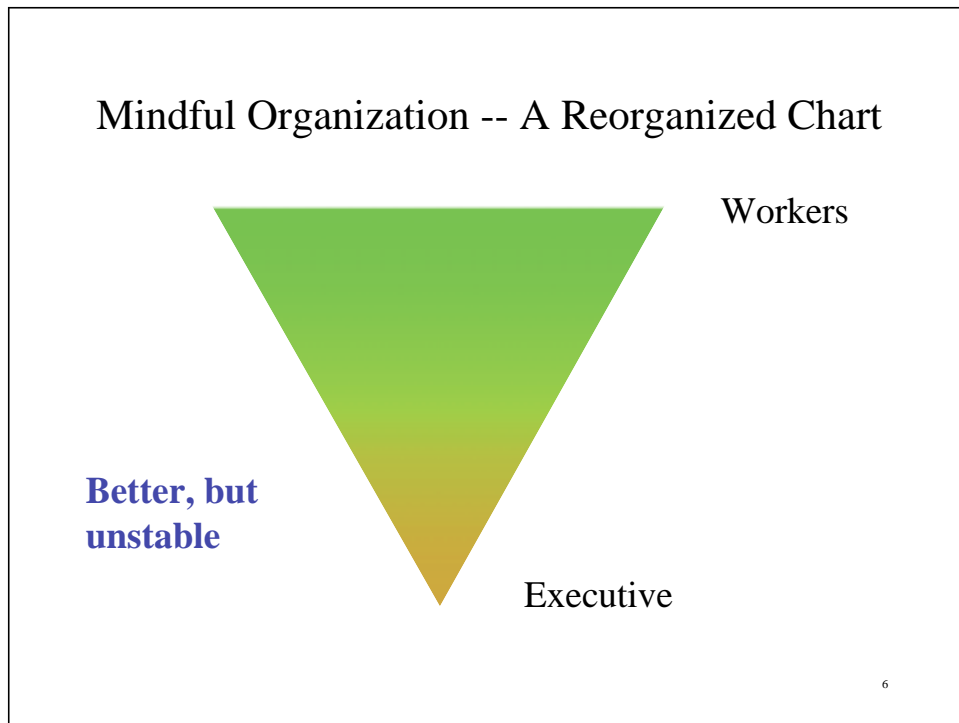 Mindful Organization -- A Reorganized Chart
Workers
Better, but
unstable
Executive
6